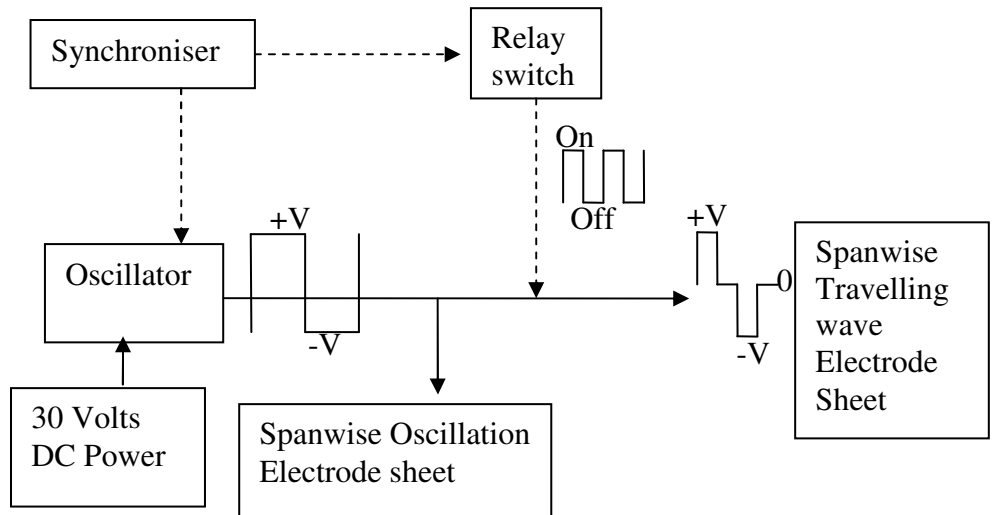 Synchroniser
Relay
switch
On
Off
+V
-V
Oscillator
+V
-V
0
Spanwise
Travelling
wave
Electrode
Sheet
30 Volts
DC Power
Spanwise Oscillation
Electrode sheet